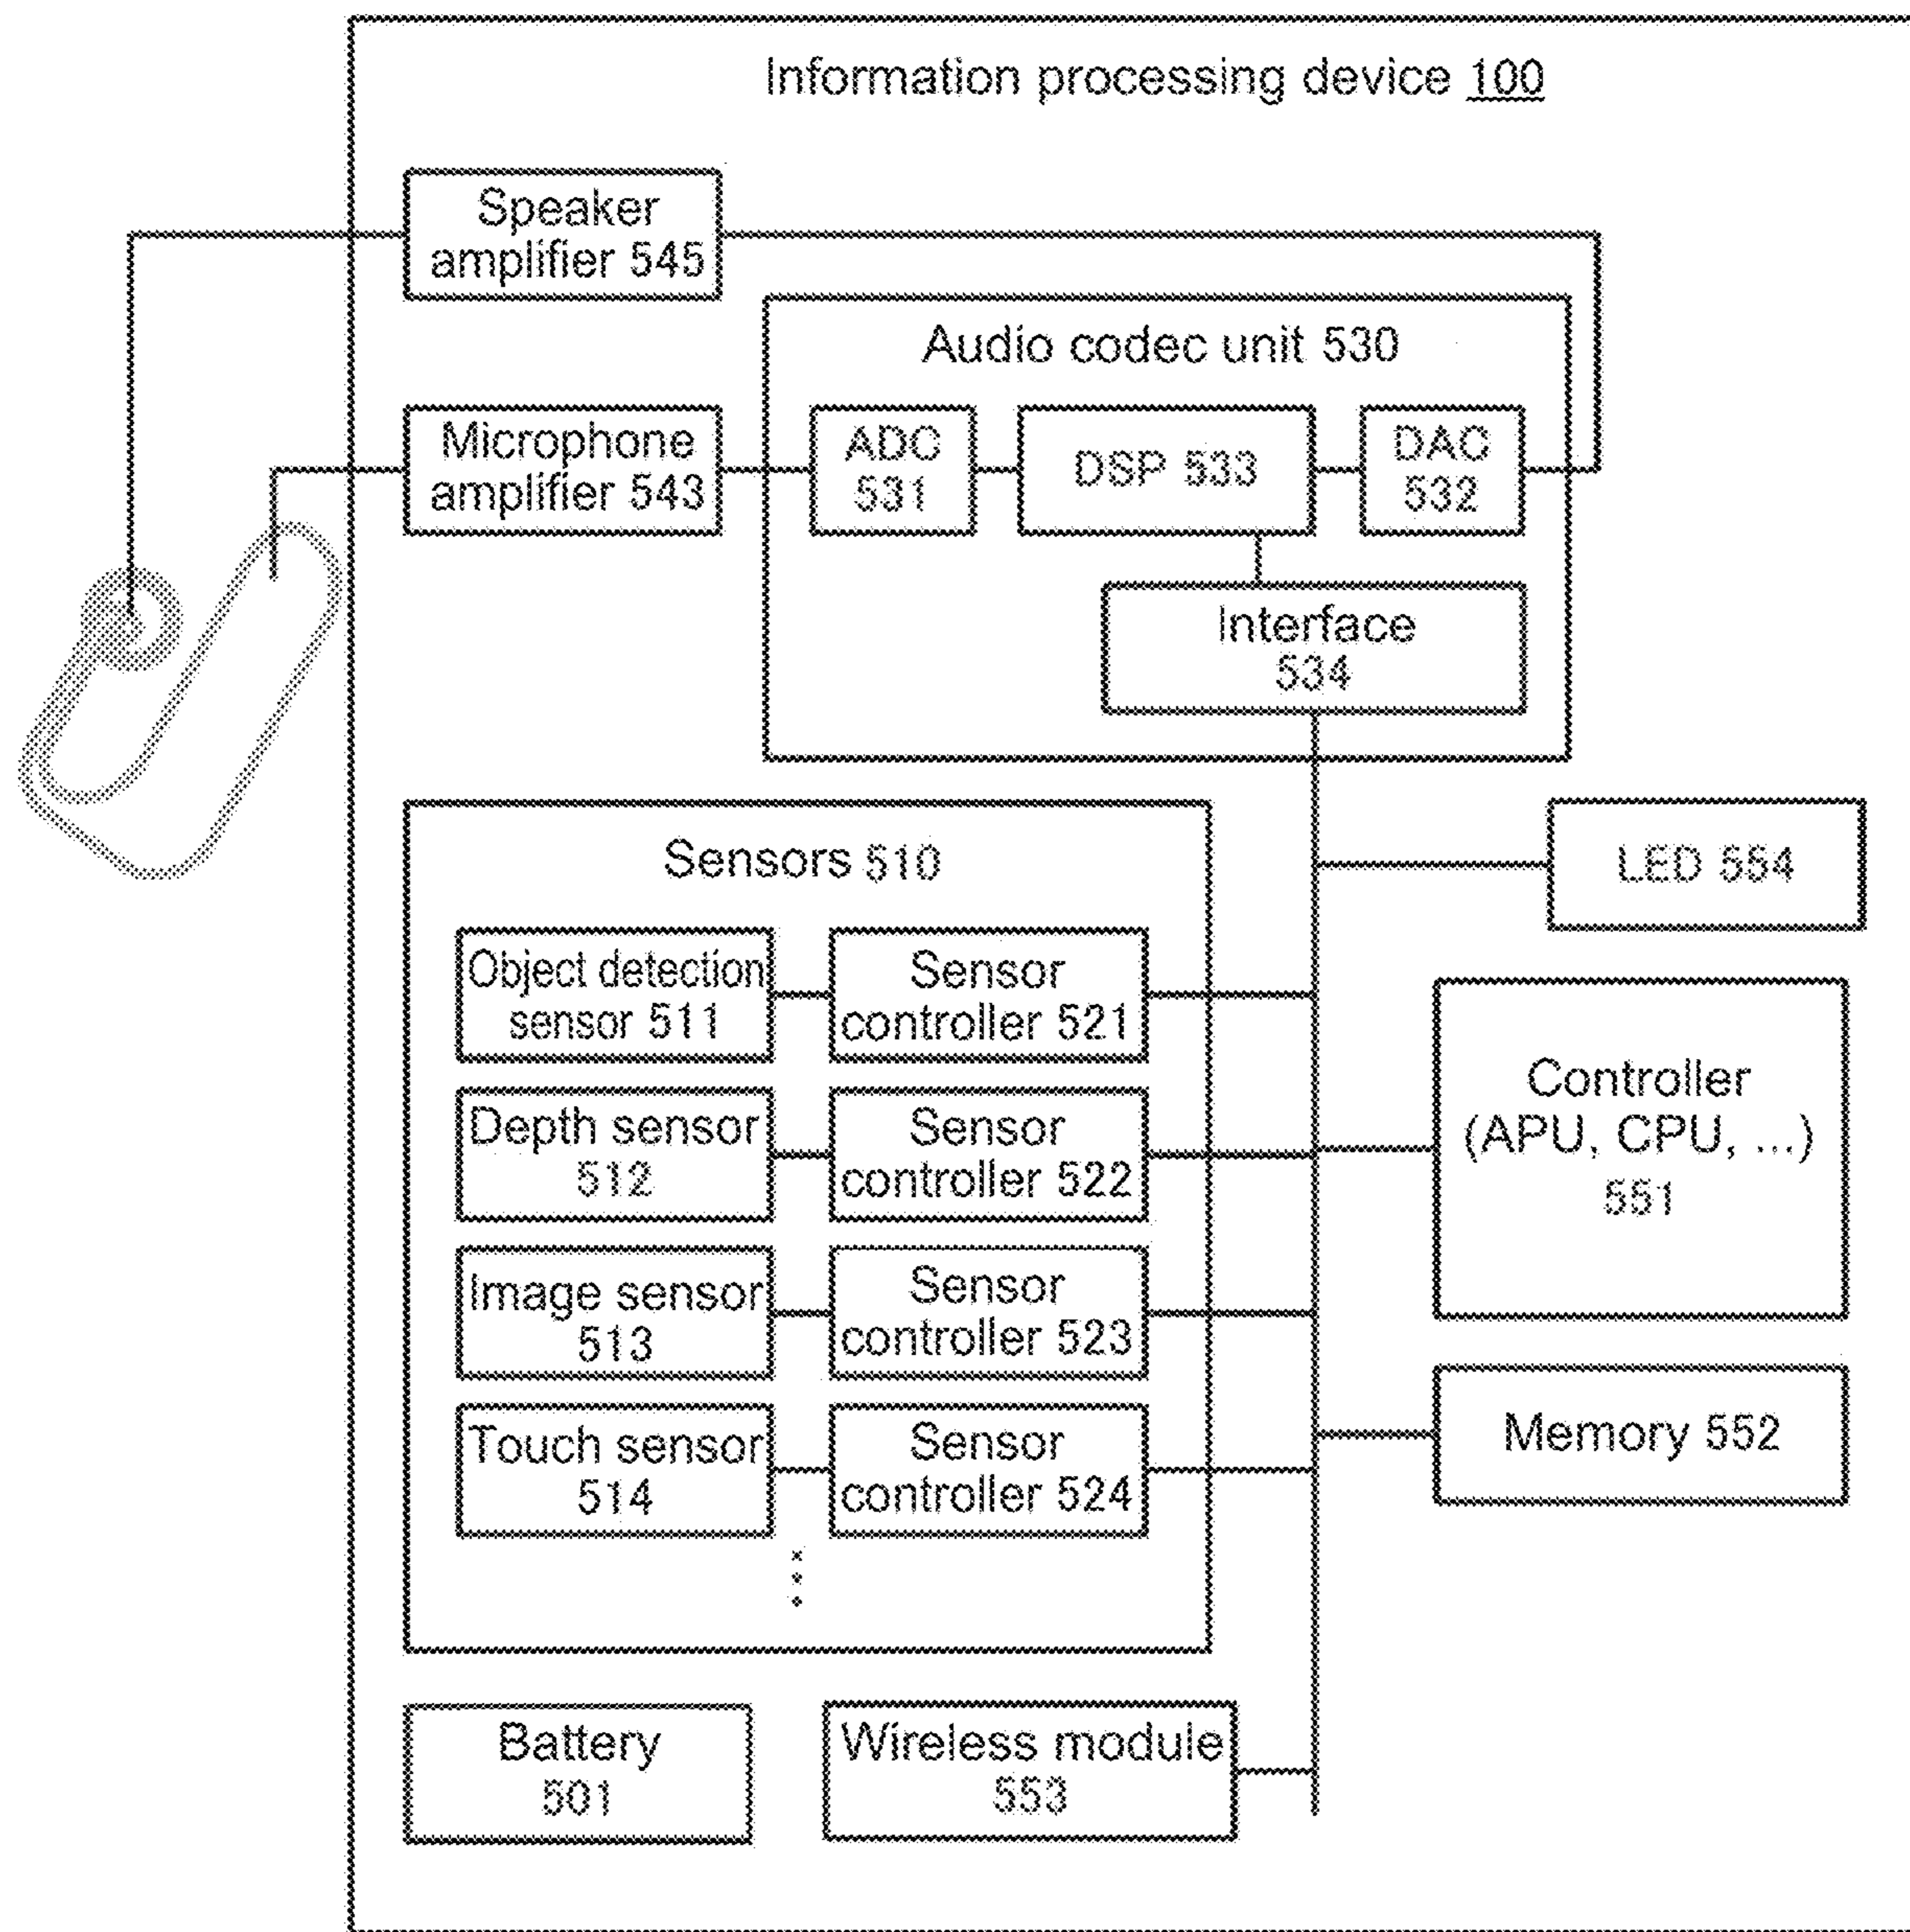 Information processing device 100
Speaker
amplifier 545
Audio codec unit 530
Microphone
amplifier 543
ADC
531
DSP 533
DAC
532
Interface
534
Sensors 510
LED 554
Object detection
sensor 511
Sensor
controller 521
Depth sensor
512
Sensor
controller 522
Controller
(APU, CPU, ...)
551
Image sensor
513
Sensor
controller 523
Memory 552
Touch sensor
514
Sensor
controller 524
Battery
501
Wireless module
553